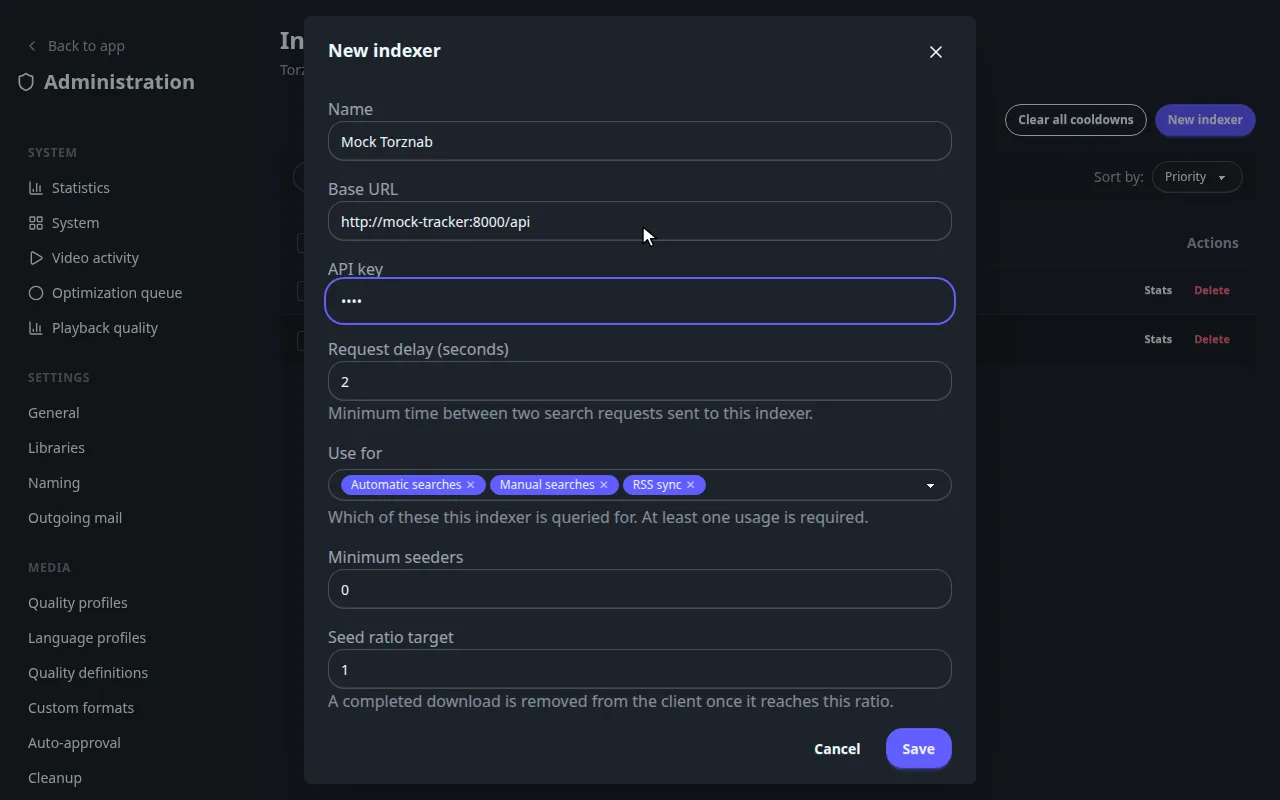 Back to app
Administration
SYSTEM
Statistics
System
Video activity
Optimization queue
Playback quality
SETTINGS
General
Libraries
Naming
Outgoing mail
MEDIA
Quality profiles
Language profiles
Quality definitions
Custom formats
Auto-approval
Cleanup
New indexer
Name
Mock Torznab
Base URL
http://mock-tracker:8000/api
API key
••••
Request delay (seconds)
2
Minimum time between two search requests sent to this indexer.
Use for
Automatic searches × Manual searches × RSS sync ×
Which of these this indexer is queried for. At least one usage is required.
Minimum seeders
0
Seed ratio target
1
A completed download is removed from the client once it reaches this ratio.
Cancel Save
Clear all cooldowns New indexer
Sort by: Priority
Actions
Stats Delete
Stats Delete